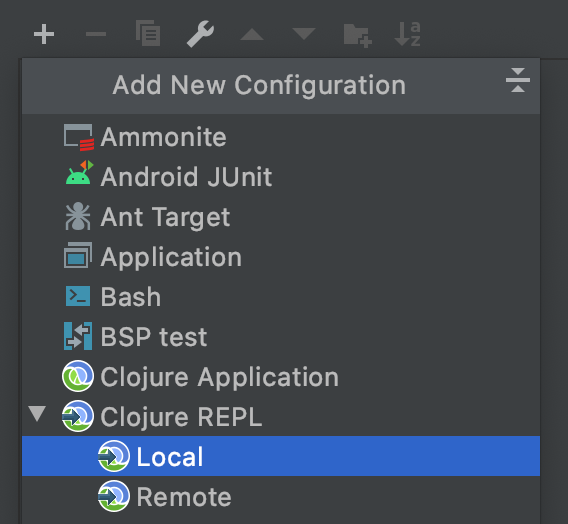 Add New Configuration
Ammonite
Android JUnit
Ant Target
Application
Bash
BSP test
Clojure Application
Clojure REPL
Local
Remote